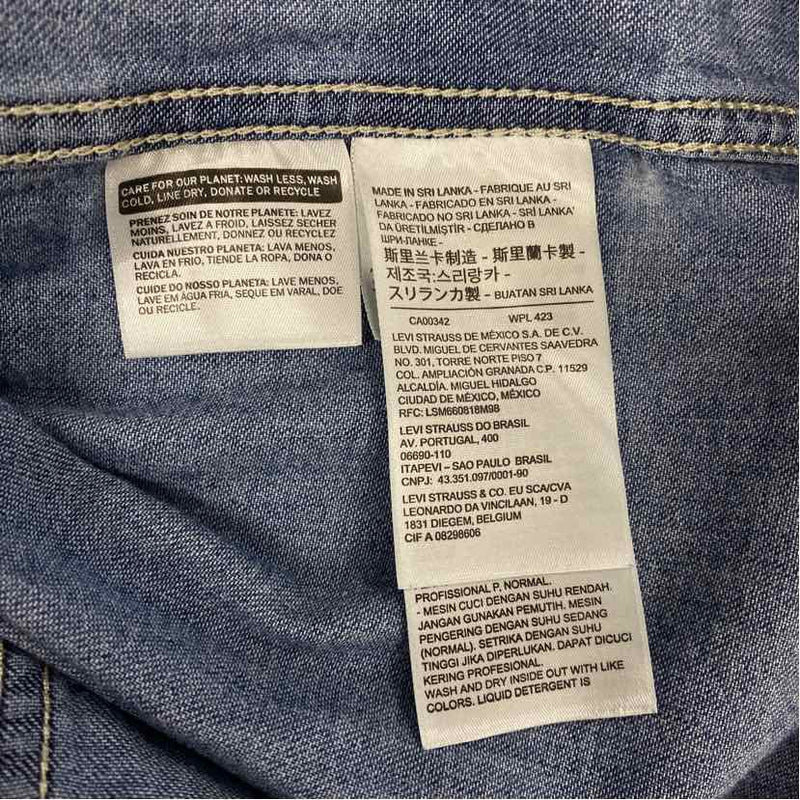 CARE FOR OUR PLANET: WASH LESS, WASH
COLD, LINE DRY, DONATE OR RECYCLE
PRENEZ SOIN DE NOTRE PLANETE: LAVEZ
MOINS, LAVEZ A FROID, LAISSEZ SECHER
NATURELLEMENT, DONNEZ OU RECYCLEZ
CUIDA NUESTRO PLANETA: LAVA MENOS,
LAVA EN FRIO, TIENDE LA ROPA, DONA O
RECICLA.
CUIDE DO NOSSO PLANETA: LAVE MENOS,
LAVE EM ÁGUA FRIA, SEQUE EM VARAL, DOE
OU RECICLE.
MADE IN SRI LANKA - FABRIQUE AU SRI
LANKA - FABRICADO EN SRI LANKA -
FABRICADO NO SRI LANKA - SRİ LANKA'
DA ÜRETİLMİŞTİR - СДЕЛАНО В
ШРИ-ЛАНКЕ -
斯里兰卡制造 - 斯里蘭卡製 -
제조국:스리랑카 -
スリランカ製 - BUATAN SRI LANKA
CA00342 WPL 423
LEVI STRAUSS DE MÉXICO S.A. DE C.V.
BLVD. MIGUEL DE CERVANTES SAAVEDRA
NO. 301, TORRE NORTE PISO 7
COL. AMPLIACIÓN GRANADA C.P. 11529
ALCALDÍA. MIGUEL HIDALGO
CIUDAD DE MÉXICO, MÉXICO
RFC: LSM660818M98
LEVI STRAUSS DO BRASIL
AV. PORTUGAL, 400
06690-110
ITAPEVI – SAO PAULO BRASIL
CNPJ: 43.351.097/0001-90
LEVI STRAUSS & CO. EU SCA/CVA
LEONARDO DA VINCILAAN, 19 - D
1831 DIEGEM, BELGIUM
CIF A 08298606
PROFISSIONAL P, NORMAL.
- MESIN CUCI DENGAN SUHU RENDAH.
JANGAN GUNAKAN PEMUTIH. MESIN
PENGERING DENGAN SUHU SEDANG
(NORMAL). SETRIKA DENGAN SUHU
TINGGI JIKA DIPERLUKAN. DAPAT DICUCI
KERING PROFESIONAL.
WASH AND DRY INSIDE OUT WITH LIKE
COLORS. LIQUID DETERGENT IS